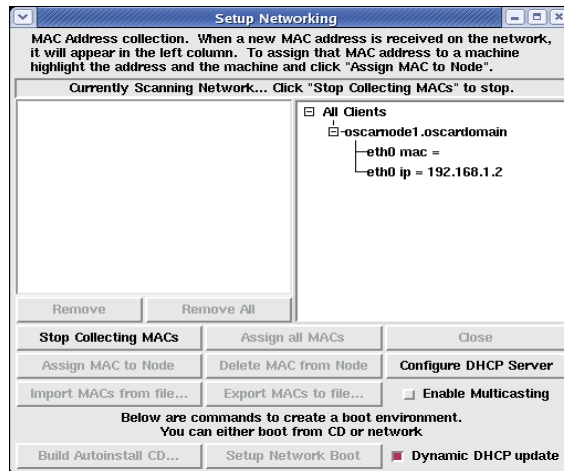 Setup Networking
MAC Address collection. When a new MAC address is received on the network,
it will appear in the left column. To assign that MAC address to a machine
highlight the address and the machine and click "Assign MAC to Node".
Currently Scanning Network... Click "Stop Collecting MACs" to stop.
All Clients
oscarnode1.oscardomain
eth0 mac =
eth0 ip = 192.168.1.2
Remove
Remove All
Stop Collecting MACs
Assign all MACs
Close
Assign MAC to Node
Delete MAC from Node
Configure DHCP Server
Import MACs from file...
Export MACs to file...
Enable Multicasting
Below are commands to create a boot environment.
You can either boot from CD or network
Build Autoinstall CD...
Setup Network Boot
Dynamic DHCP update